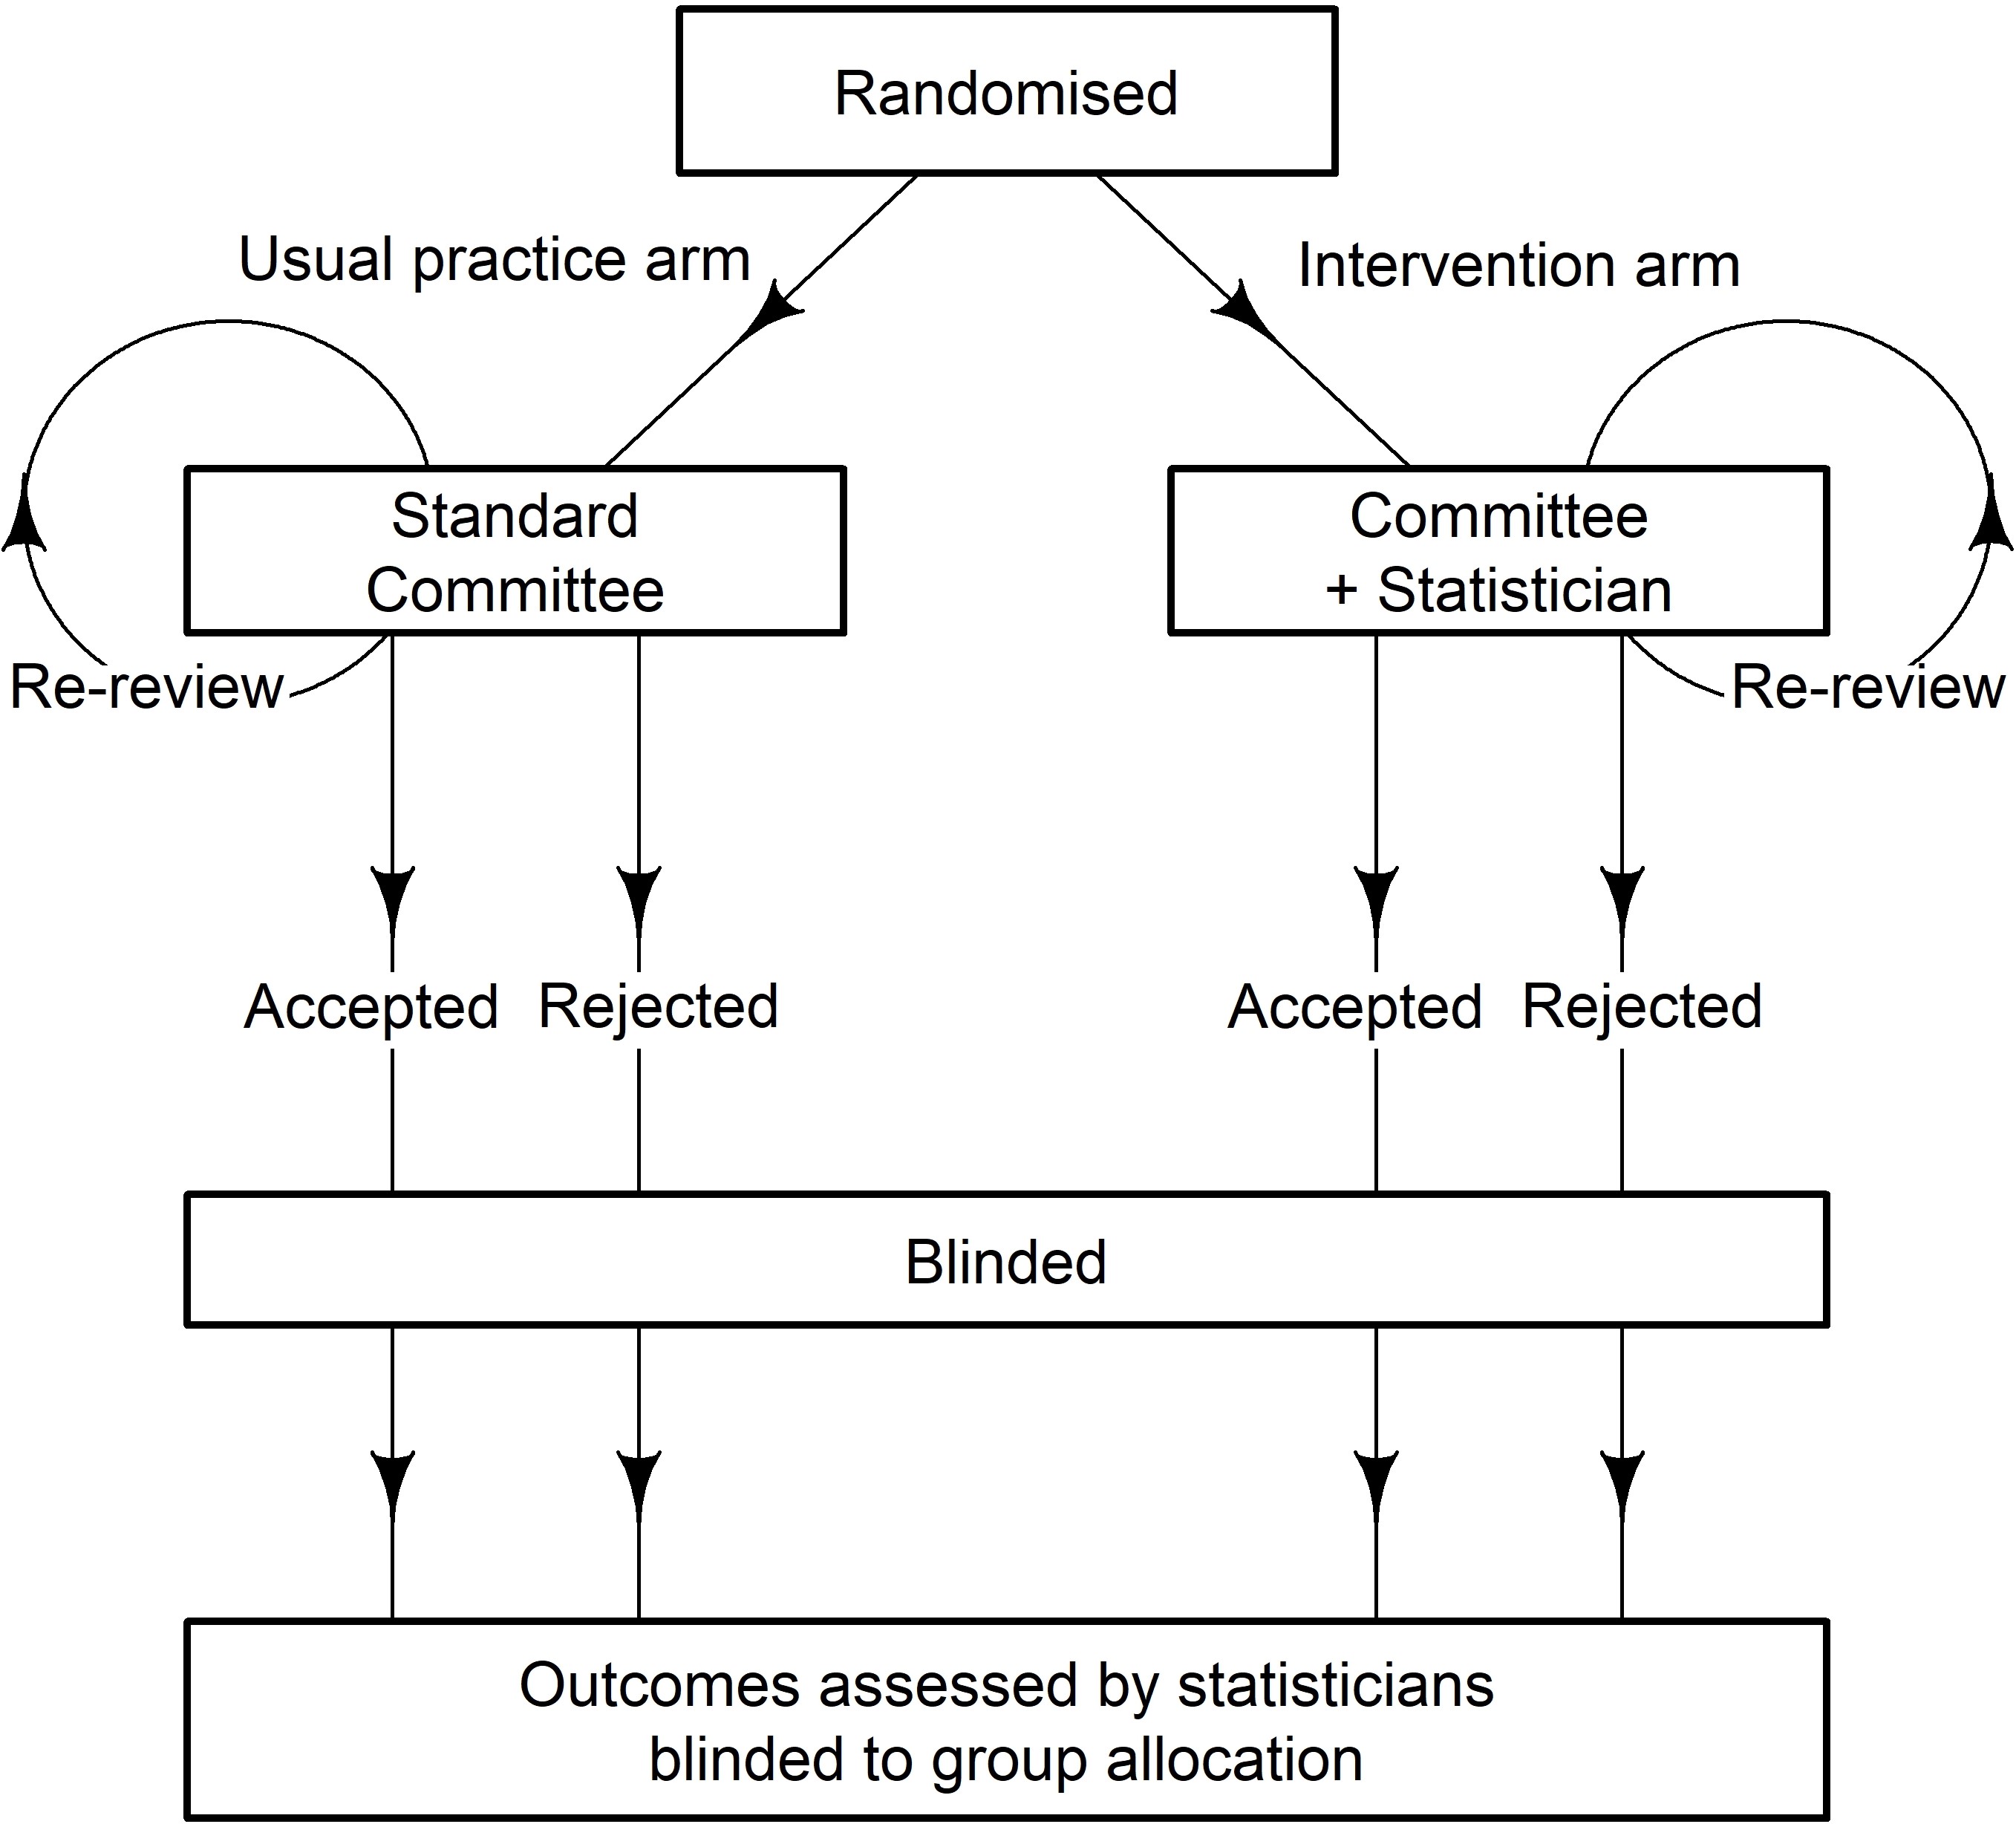 Randomised
Usual practice arm
Intervention arm
Standard
Committee
Committee
+ Statistician
Re-review
Re-review
Accepted
Rejected
Accepted
Rejected
Blinded
Outcomes assessed by statisticians
blinded to group allocation